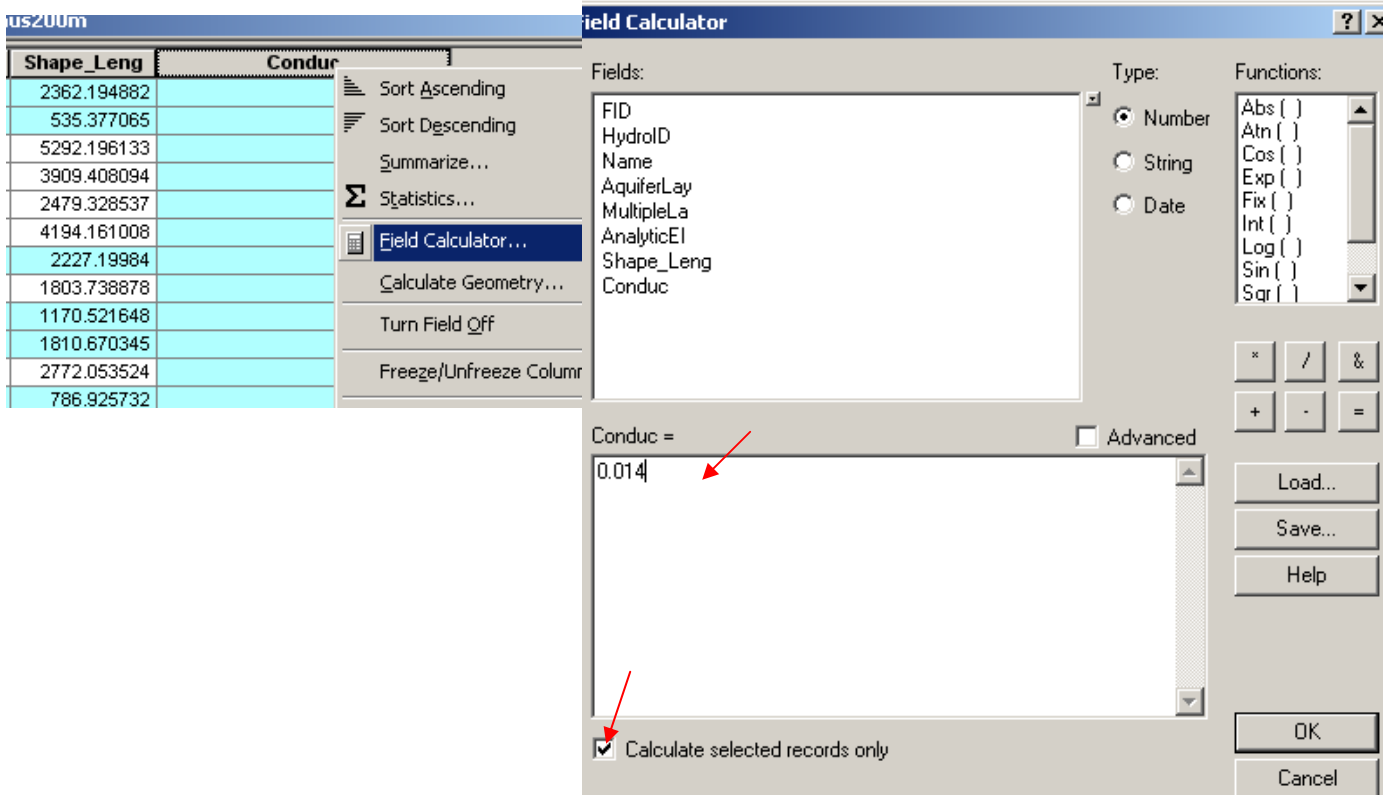 us200m
Shape_Leng Conduc
2362.194882
535.377065
5292.196133
3909.408094
2479.328537
4194.161008
2227.19984
1803.738878
1170.521648
1810.670345
2772.053524
786.925732
Sort Ascending
Sort Descending
Summarize...
Σ Statistics...
Field Calculator...
Calculate Geometry...
Turn Field Off
Freeze/Unfreeze Colum
Field Calculator
Fields:
FID
HydroID
Name
AquiferLay
MultipleLa
AnalyticEl
Shape_Leng
Conduc
Type:
Number
String
Date
Functions:
Abs ( )
Atn ( )
Cos ( )
Exp ( )
Fix ( )
Int ( )
Log ( )
Sin ( )
Sqr ( )
* / &
+ - =
Conduc =
Advanced
0.014
Load...
Save...
Help
Calculate selected records only
OK
Cancel